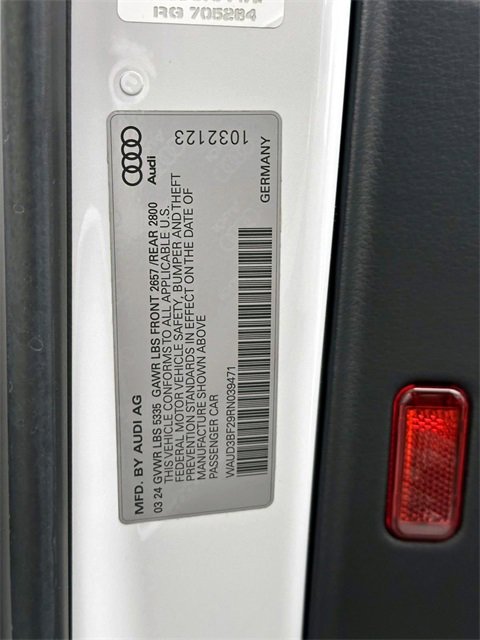 RG 705284
MFD. BY AUDI AG
Audi
03 24 GVWR LBS 5335 GAWR LBS FRONT 2657 /REAR 2800
THIS VEHICLE CONFORMS TO ALL APPLICABLE U.S.
FEDERAL MOTOR VEHICLE SAFETY, BUMPER AND THEFT
PREVENTION STANDARDS IN EFFECT ON THE DATE OF
MANUFACTURE SHOWN ABOVE
PASSENGER CAR
WAUD3BF29RN039471
1032123
GERMANY